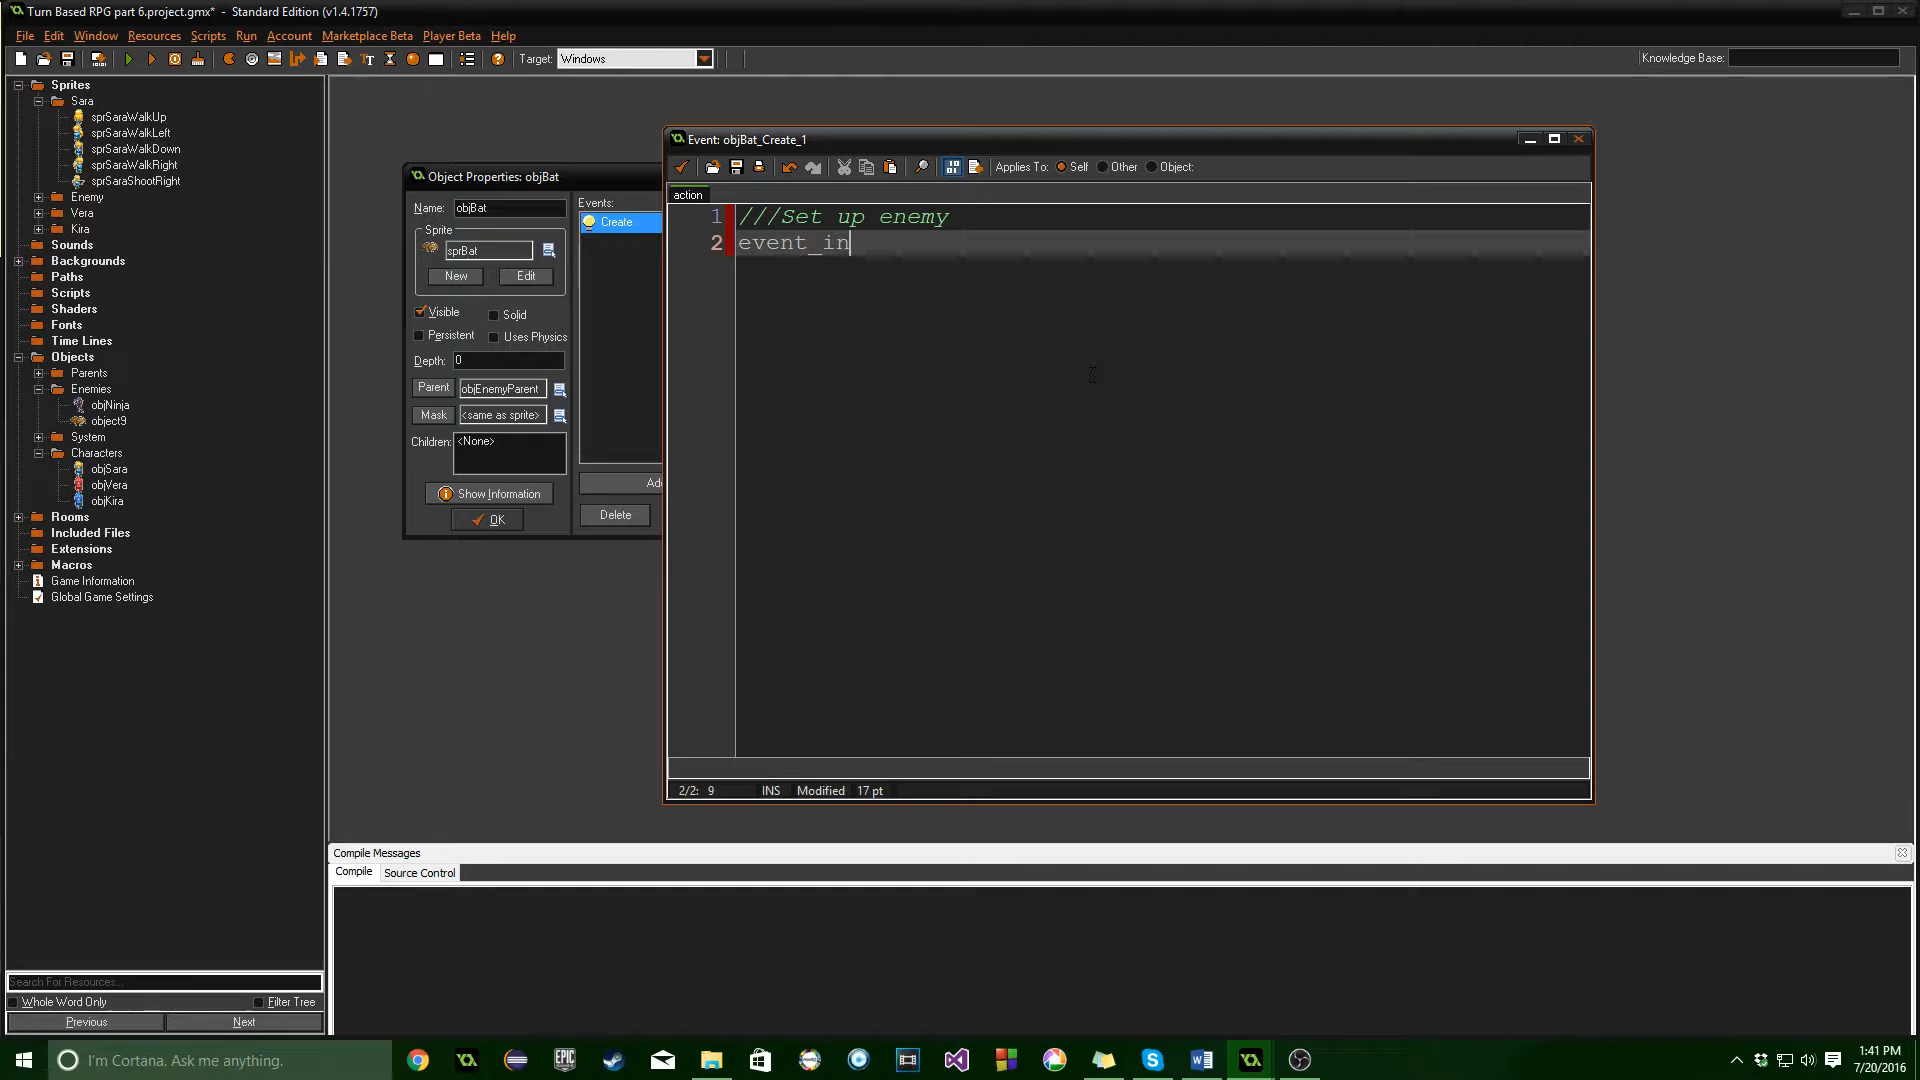 Turn Based RPG part 6.project.gmx* - Standard Edition (v1.4.1757)
File Edit Window Resources Scripts Run Account Marketplace Beta Player Beta Help
Target: Windows
Knowledge Base:
Sprites
Sara
sprSaraWalkUp
sprSaraWalkLeft
sprSaraWalkDown
sprSaraWalkRight
sprSaraShootRight
Enemy
Vera
Kira
Sounds
Backgrounds
Paths
Scripts
Shaders
Fonts
Time Lines
Objects
Parents
Enemies
objNinja
object9
System
Characters
objSara
objVera
objKira
Rooms
Included Files
Extensions
Macros
Game Information
Global Game Settings
Search For Resources...
Whole Word Only Filter Tree
Previous Next
Object Properties: objBat
Name: objBat
Sprite
sprBat
New Edit
Visible Solid
Persistent Uses Physics
Depth: 0
Parent objEnemyParent
Mask <same as sprite>
Children: <None>
Show Information
OK
Events:
Create
Delete
Event: objBat_Create_1
Applies To: Self Other Object:
action
1 ///Set up enemy
2 event_in
2/2: 9 INS Modified 17 pt
Compile Messages
Compile Source Control
I'm Cortana. Ask me anything.
1:41 PM
7/20/2016